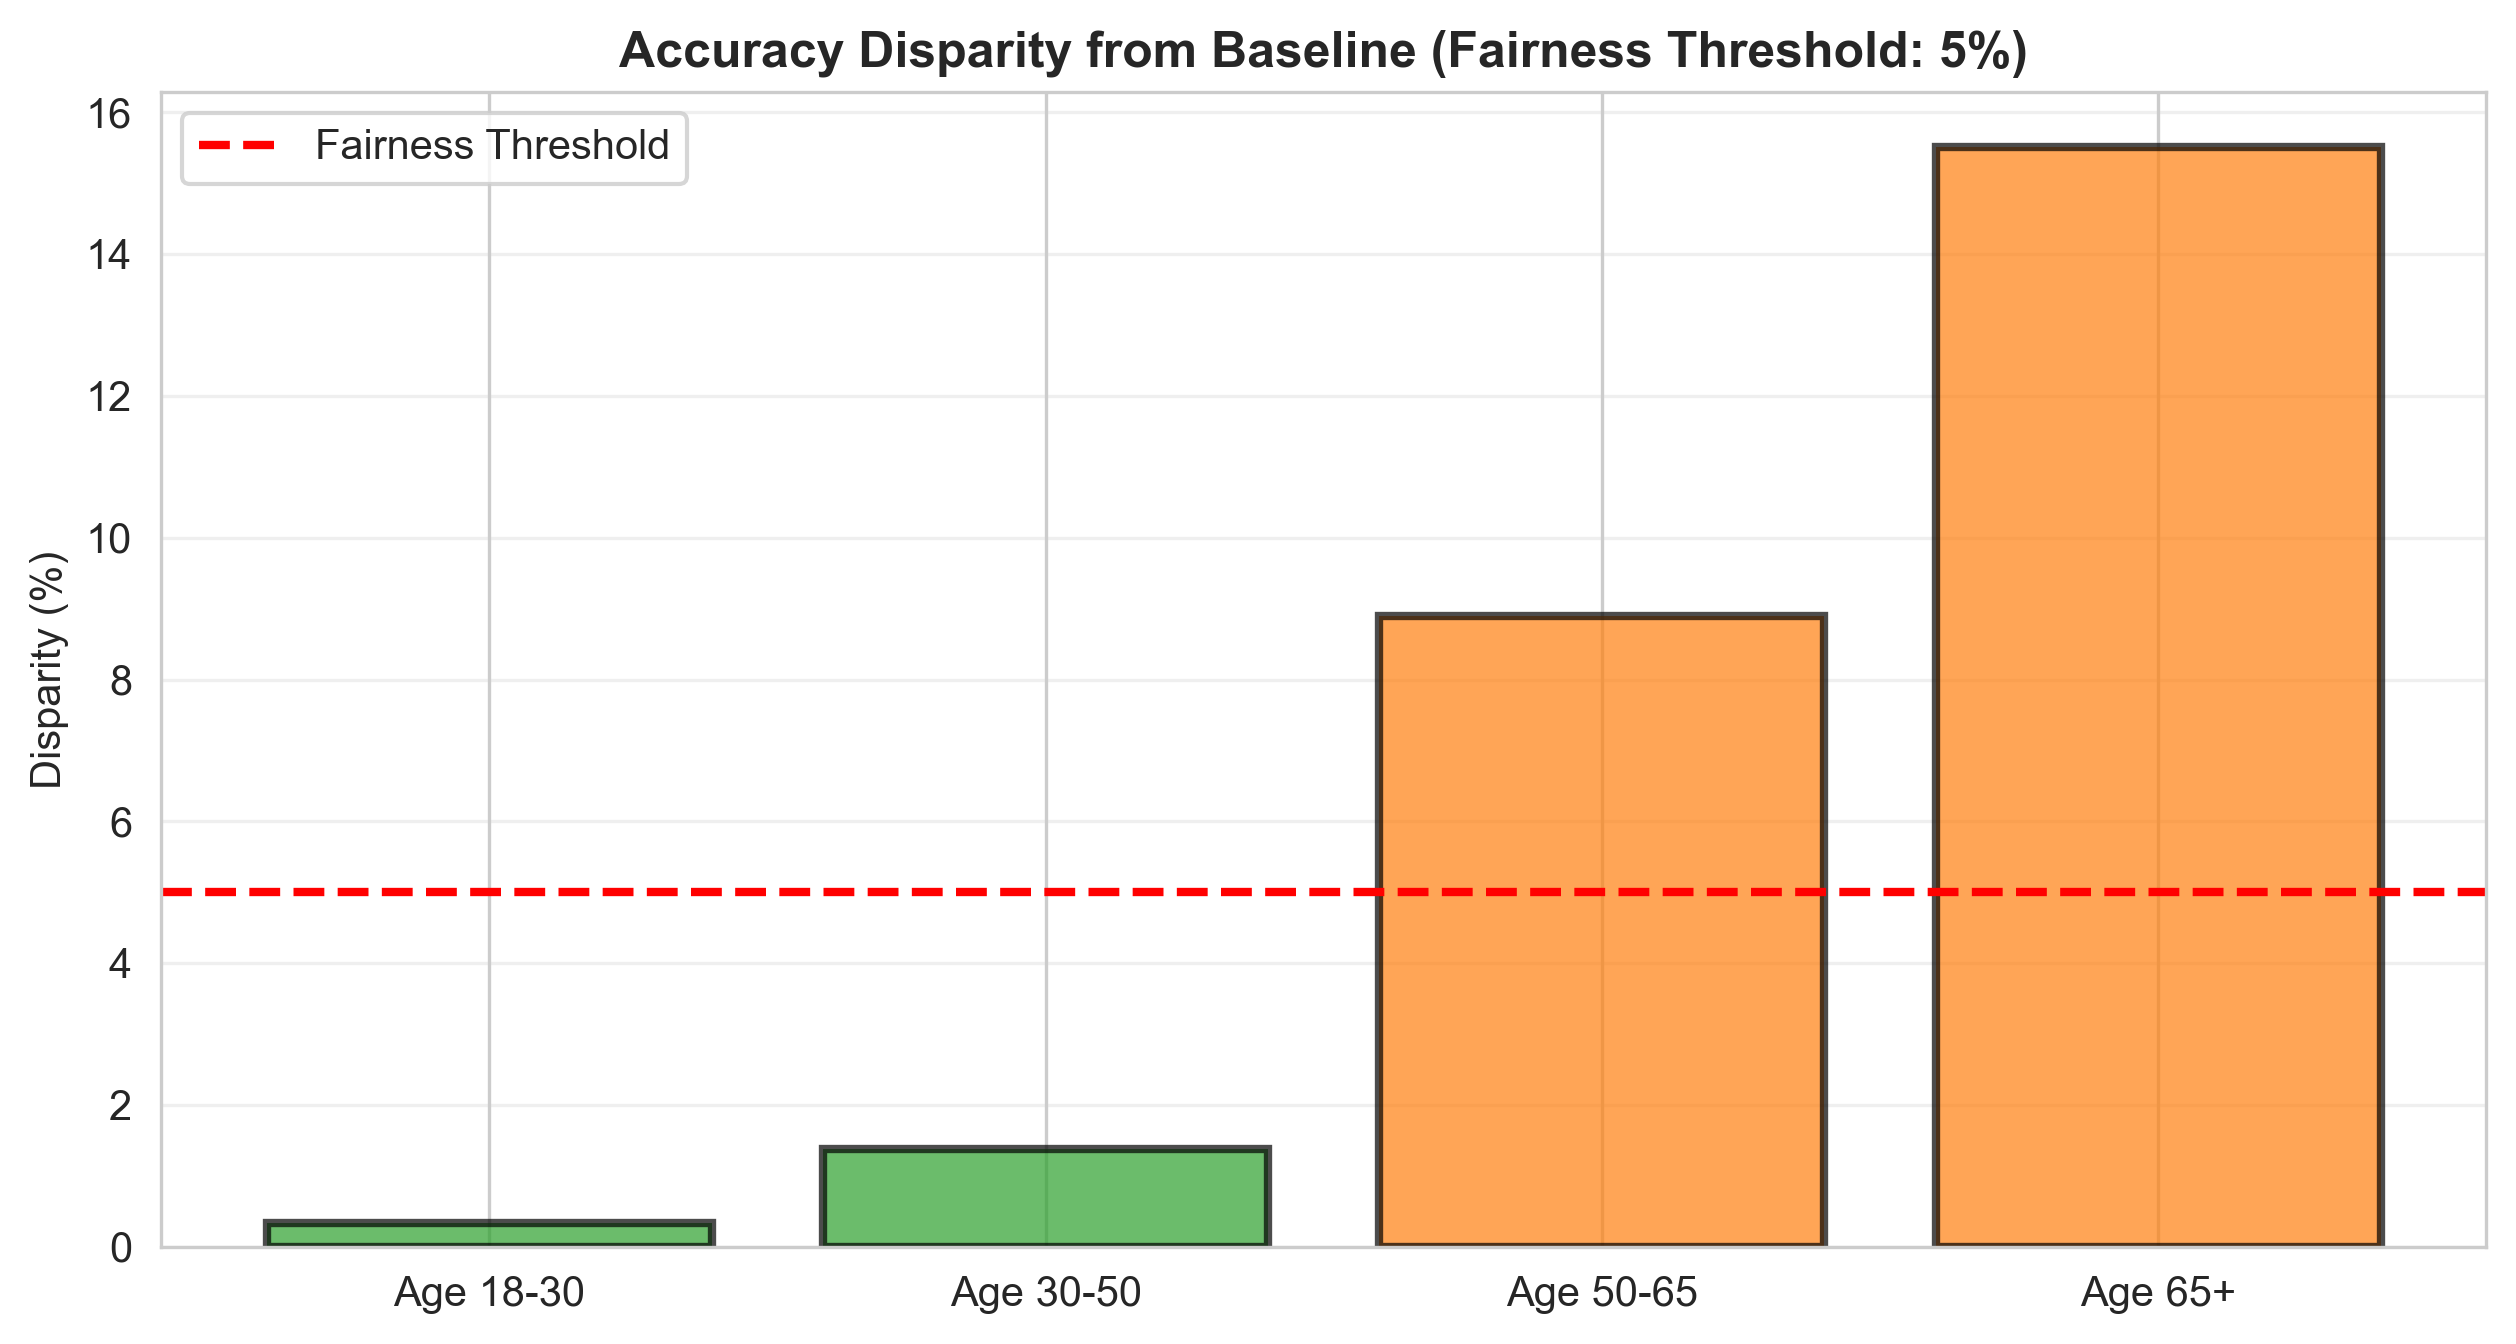 Accuracy Disparity from Baseline (Fairness Threshold: 5%)
Fairness Threshold
Disparity (%)
16
14
12
10
8
6
4
2
0
Age 18-30
Age 30-50
Age 50-65
Age 65+